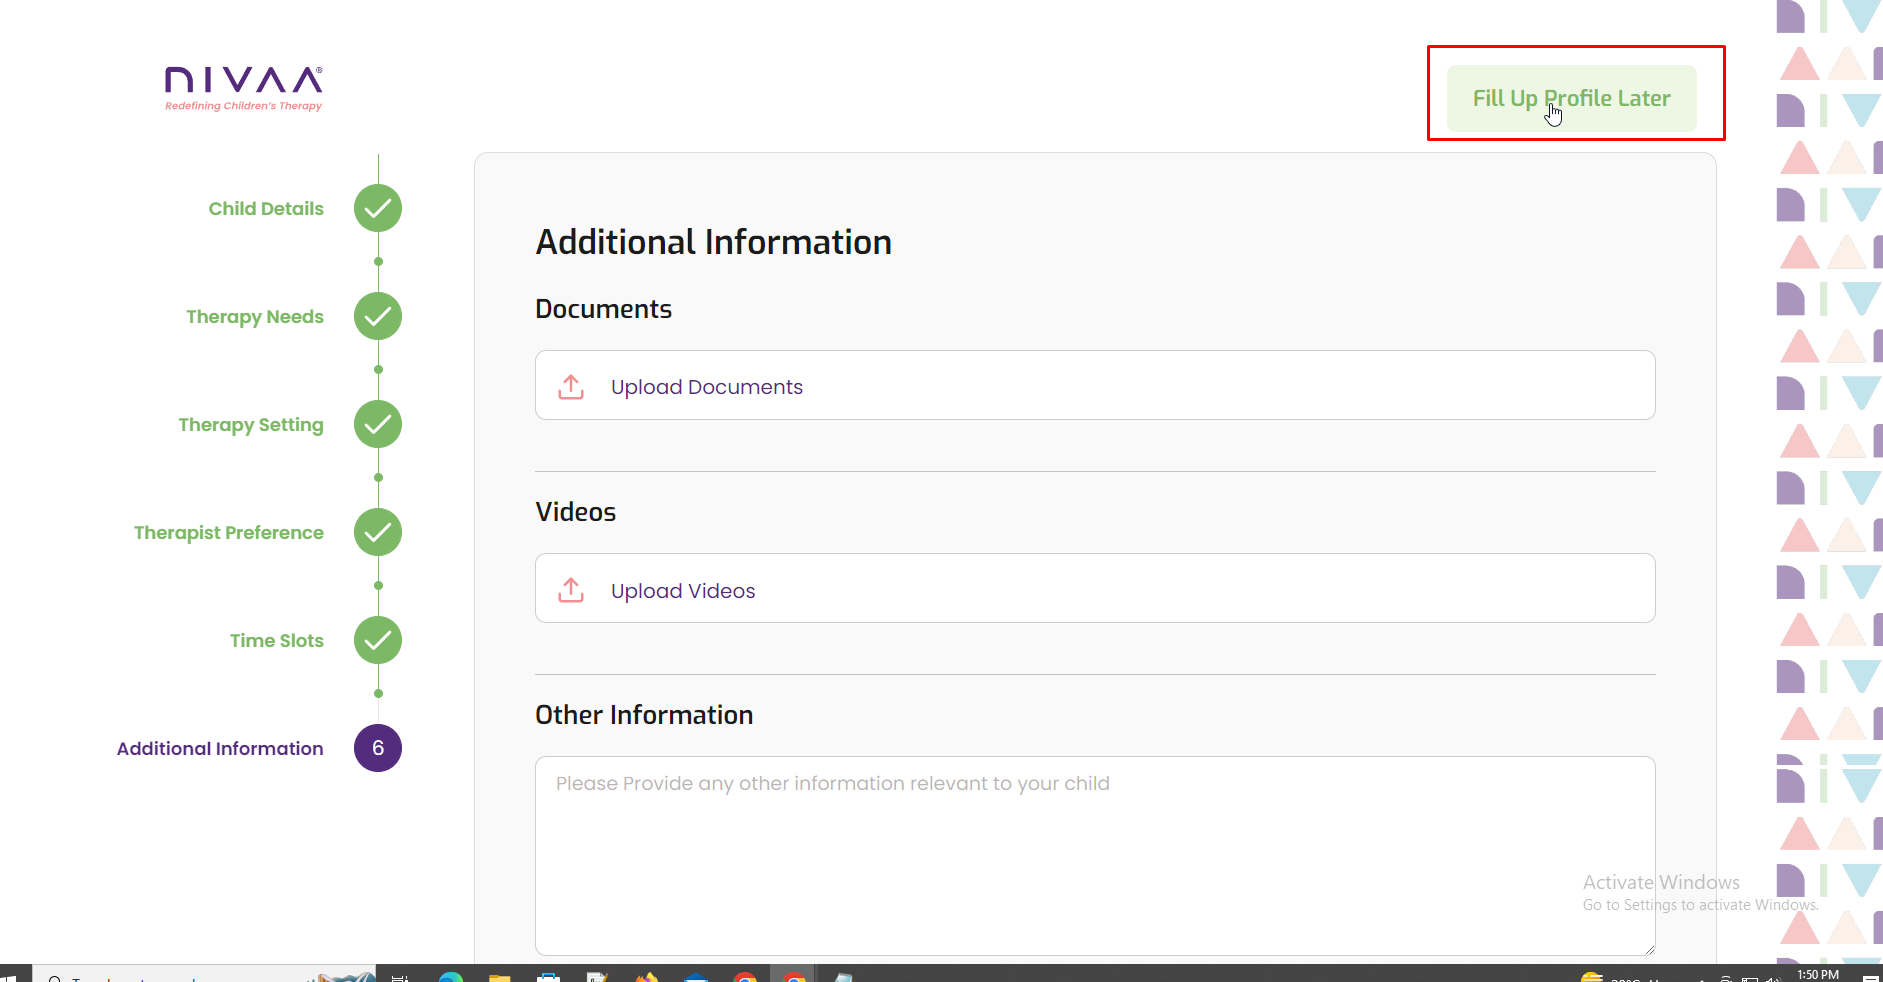 NIVAA®
Redefining Children's Therapy
Fill Up Profile Later
Child Details
Therapy Needs
Therapy Setting
Therapist Preference
Time Slots
Additional Information
6
Additional Information
Documents
Upload Documents
Videos
Upload Videos
Other Information
Please Provide any other information relevant to your child
Activate Windows
Go to Settings to activate Windows.
1:50 PM